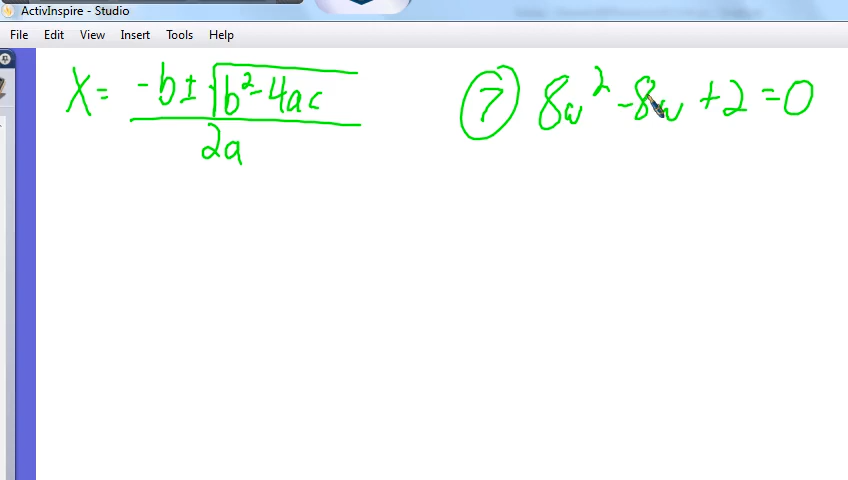 ActivInspire - Studio
File Edit View Insert Tools Help
X = -b ± √b² - 4ac
2a
⑦ 8w² - 8w + 2 = 0